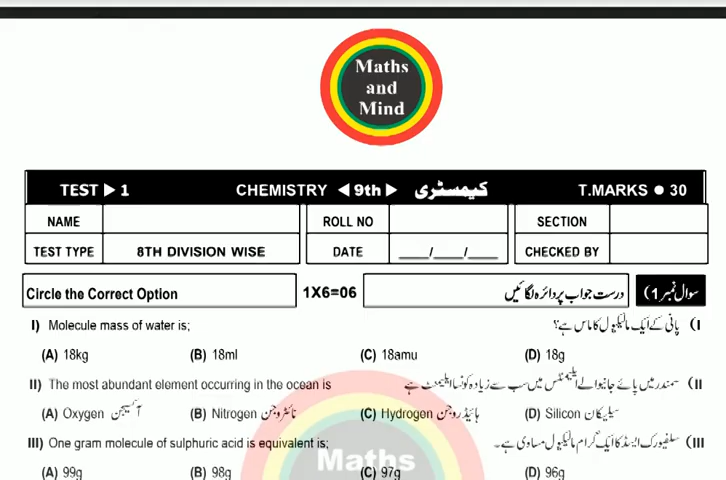 Maths
and
Mind
TEST ▶ 1 CHEMISTRY ◀ 9th ▶ کیمسٹری T.MARKS ● 30
NAME ROLL NO SECTION
TEST TYPE 8TH DIVISION WISE DATE ___/___/___ CHECKED BY
Circle the Correct Option 1X6=06 درست جواب پر دائرہ لگائیں سوال نمبر 1)
I) Molecule mass of water is; I) پانی کے ایک مالیکیول کا ماس ہے؟
(A) 18kg (B) 18ml (C) 18amu (D) 18g
II) The most abundant element occurring in the ocean is II) سمندر میں پائے جانیوالے ایلیمنٹس میں سب سے زیادہ کونسا ایلیمنٹ ہے
(A) Oxygen آکسیجن (B) Nitrogen نائٹروجن (C) Hydrogen ہائیڈروجن (D) Silicon سیلیکان
III) One gram molecule of sulphuric acid is equivalent is; III) سلفیورک ایسڈ کا ایک گرام مالیکیول مساوی ہے۔
(A) 99g (B) 98g (C) 97g (D) 96g
Maths